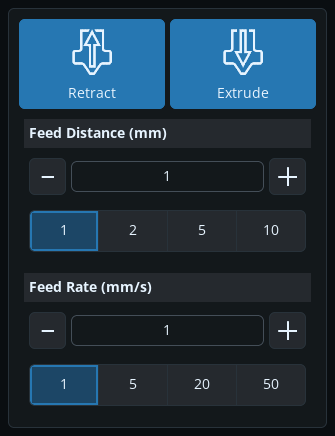 Retract Extrude
Feed Distance (mm)
− 1 +
1 2 5 10
Feed Rate (mm/s)
− 1 +
1 5 20 50